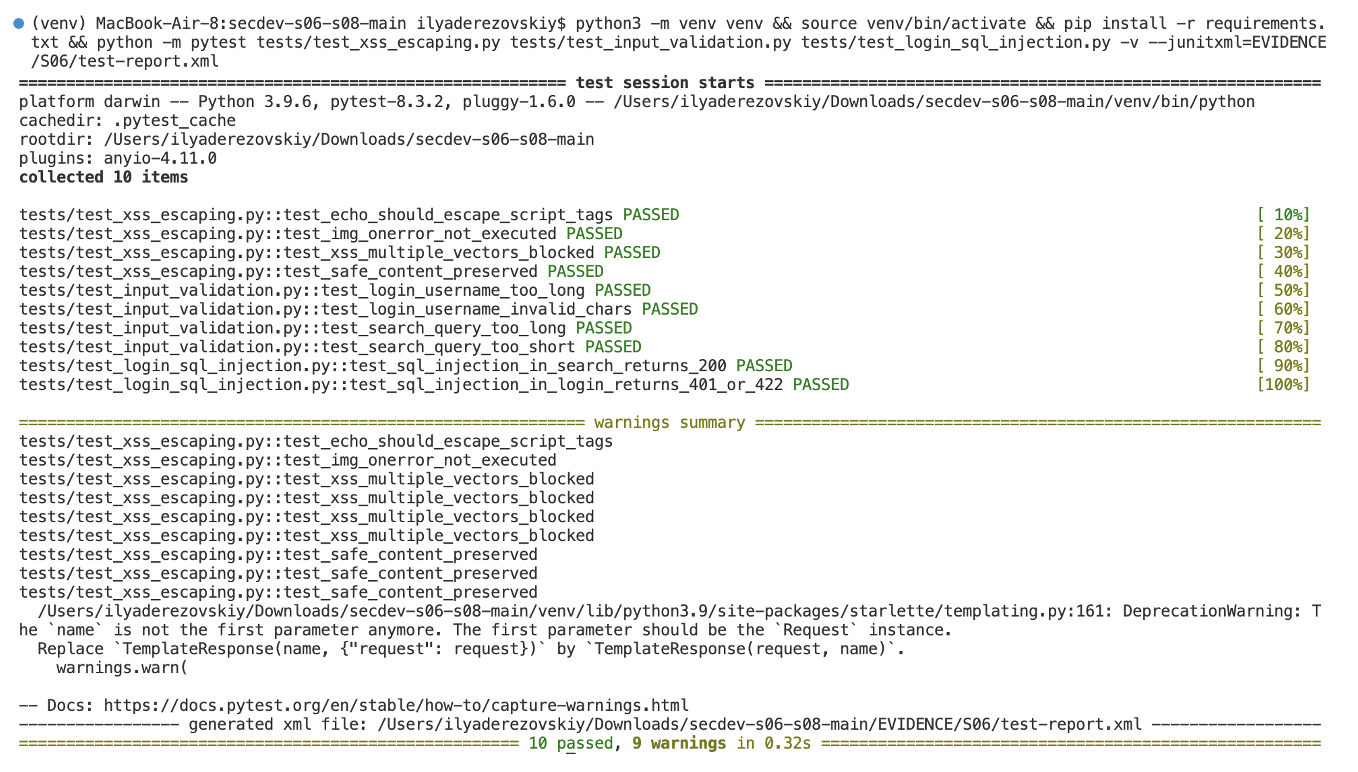 (venv) MacBook-Air-8:secdev-s06-s08-main ilyaderezovskiy$ python3 -m venv venv && source venv/bin/activate && pip install -r requirements.
txt && python -m pytest tests/test_xss_escaping.py tests/test_input_validation.py tests/test_login_sql_injection.py -v --junitxml=EVIDENCE
/S06/test-report.xml
========================================================== test session starts ===========================================================
platform darwin -- Python 3.9.6, pytest-8.3.2, pluggy-1.6.0 -- /Users/ilyaderezovskiy/Downloads/secdev-s06-s08-main/venv/bin/python
cachedir: .pytest_cache
rootdir: /Users/ilyaderezovskiy/Downloads/secdev-s06-s08-main
plugins: anyio-4.11.0
collected 10 items
tests/test_xss_escaping.py::test_echo_should_escape_script_tags PASSED [ 10%]
tests/test_xss_escaping.py::test_img_onerror_not_executed PASSED [ 20%]
tests/test_xss_escaping.py::test_xss_multiple_vectors_blocked PASSED [ 30%]
tests/test_xss_escaping.py::test_safe_content_preserved PASSED [ 40%]
tests/test_input_validation.py::test_login_username_too_long PASSED [ 50%]
tests/test_input_validation.py::test_login_username_invalid_chars PASSED [ 60%]
tests/test_input_validation.py::test_search_query_too_long PASSED [ 70%]
tests/test_input_validation.py::test_search_query_too_short PASSED [ 80%]
tests/test_login_sql_injection.py::test_sql_injection_in_search_returns_200 PASSED [ 90%]
tests/test_login_sql_injection.py::test_sql_injection_in_login_returns_401_or_422 PASSED [100%]
============================================================ warnings summary ============================================================
tests/test_xss_escaping.py::test_echo_should_escape_script_tags
tests/test_xss_escaping.py::test_img_onerror_not_executed
tests/test_xss_escaping.py::test_xss_multiple_vectors_blocked
tests/test_xss_escaping.py::test_xss_multiple_vectors_blocked
tests/test_xss_escaping.py::test_xss_multiple_vectors_blocked
tests/test_xss_escaping.py::test_xss_multiple_vectors_blocked
tests/test_xss_escaping.py::test_safe_content_preserved
tests/test_xss_escaping.py::test_safe_content_preserved
tests/test_xss_escaping.py::test_safe_content_preserved
/Users/ilyaderezovskiy/Downloads/secdev-s06-s08-main/venv/lib/python3.9/site-packages/starlette/templating.py:161: DeprecationWarning: T
he `name` is not the first parameter anymore. The first parameter should be the `Request` instance.
Replace `TemplateResponse(name, {"request": request})` by `TemplateResponse(request, name)`.
warnings.warn(
-- Docs: https://docs.pytest.org/en/stable/how-to/capture-warnings.html
----------------- generated xml file: /Users/ilyaderezovskiy/Downloads/secdev-s06-s08-main/EVIDENCE/S06/test-report.xml ------------------
===================================================== 10 passed, 9 warnings in 0.32s =====================================================